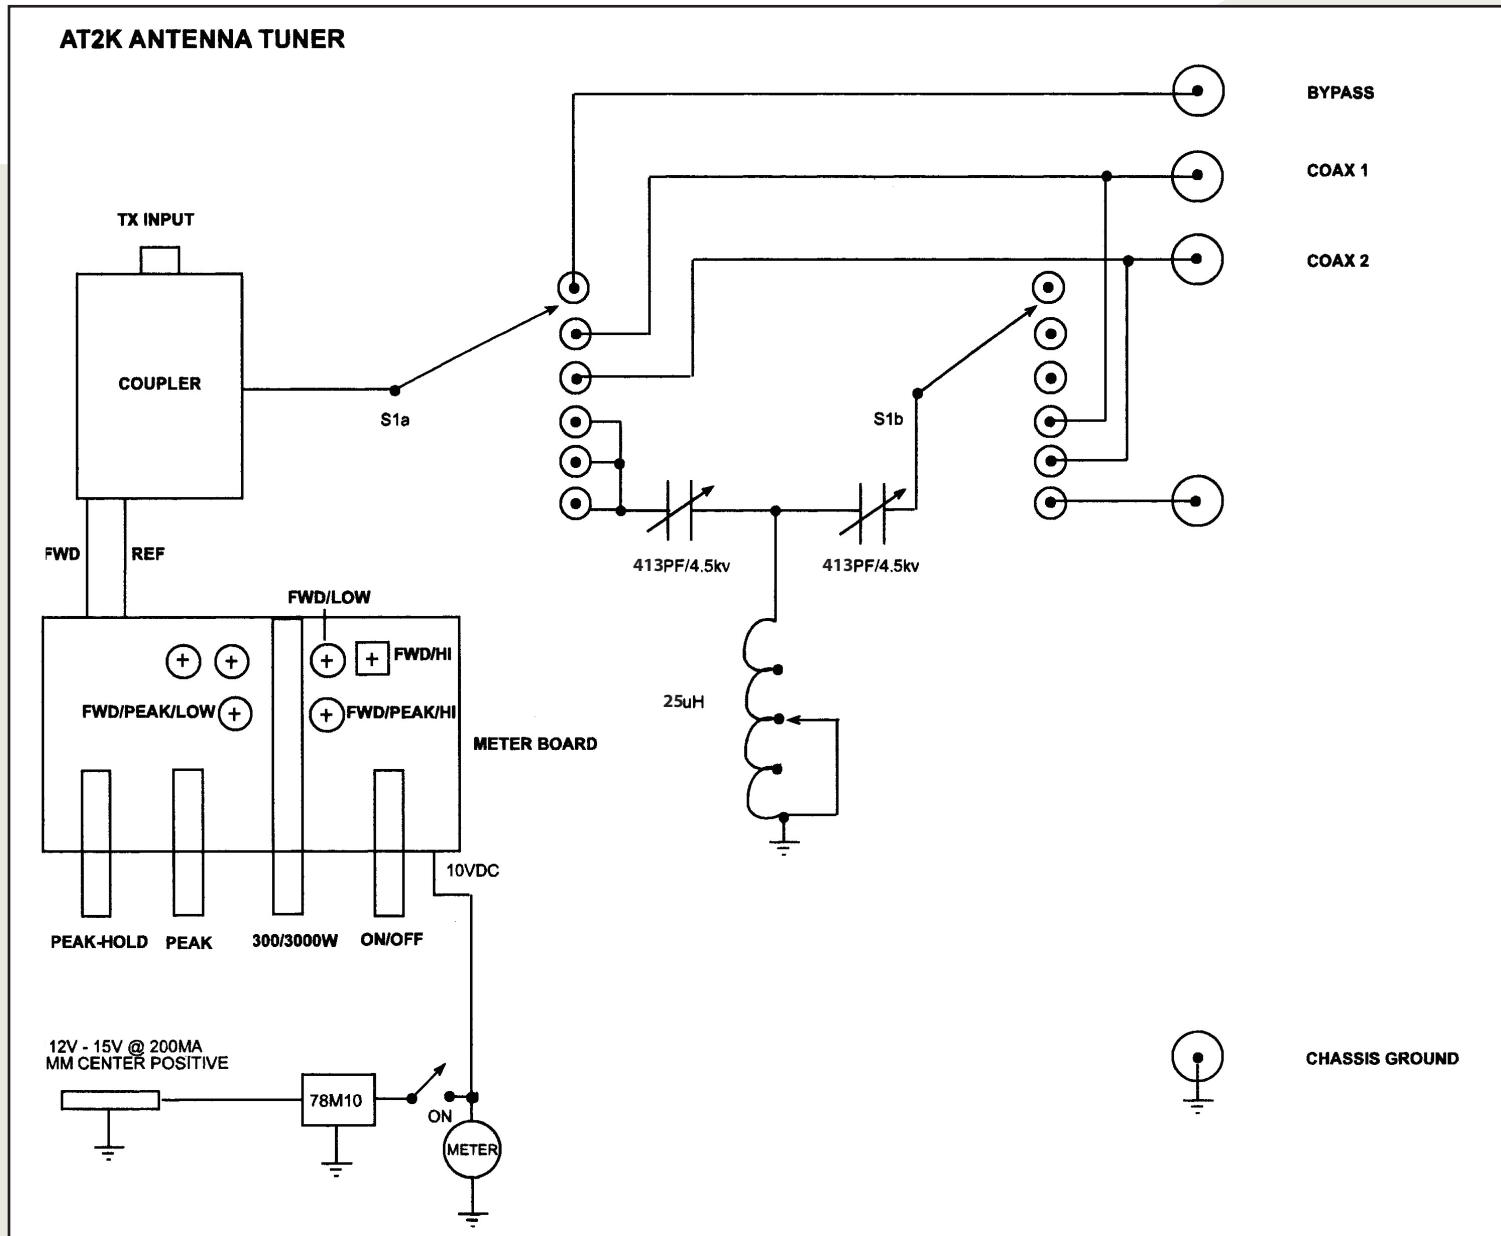 AT2K ANTENNA TUNER
BYPASS
COAX 1
TX INPUT
COAX 2
COUPLER
S1a
S1b
FWD
REF
413PF/4.5kv
413PF/4.5kv
FWD/LOW
FWD/HI
FWD/PEAK/LOW
FWD/PEAK/HI
25uH
METER BOARD
10VDC
PEAK-HOLD
PEAK
300/3000W
ON/OFF
12V - 15V @ 200MA
MM CENTER POSITIVE
78M10
ON
METER
CHASSIS GROUND